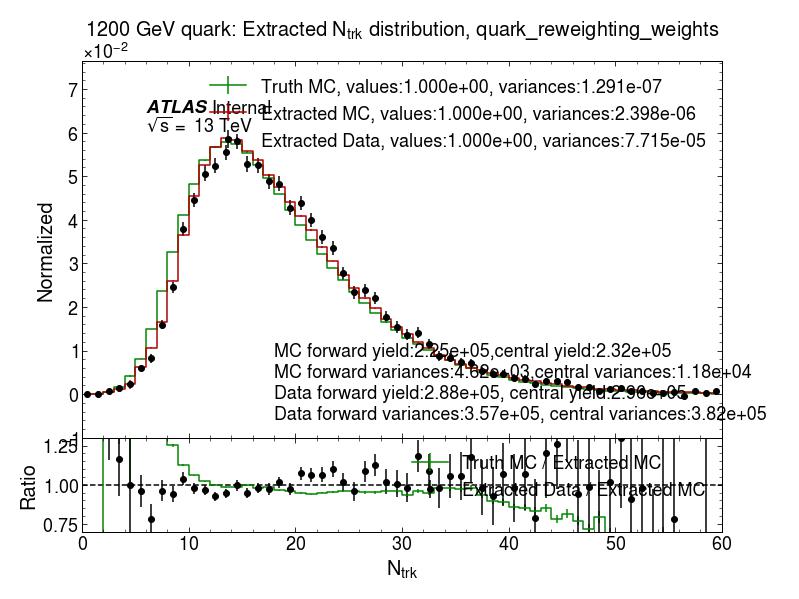 1200 GeV quark: Extracted Ntrk distribution, quark_reweighting_weights
×10−2
Truth MC, values:1.000e+00, variances:1.291e-07
ATLAS Internal
Extracted MC, values:1.000e+00, variances:2.398e-06
√s = 13 TeV
Extracted Data, values:1.000e+00, variances:7.715e-05
7
6
5
4
3
2
1
0
Normalized
MC forward yield:2.25e+05,central yield:2.32e+05
MC forward variances:4.62e+03,central variances:1.18e+04
Data forward yield:2.88e+05, central yield:2.96e+05
Data forward variances:3.57e+05, central variances:3.82e+05
1.25
1.00
0.75
Ratio
Truth MC / Extracted MC
Extracted Data / Extracted MC
0 10 20 30 40 50 60
Ntrk